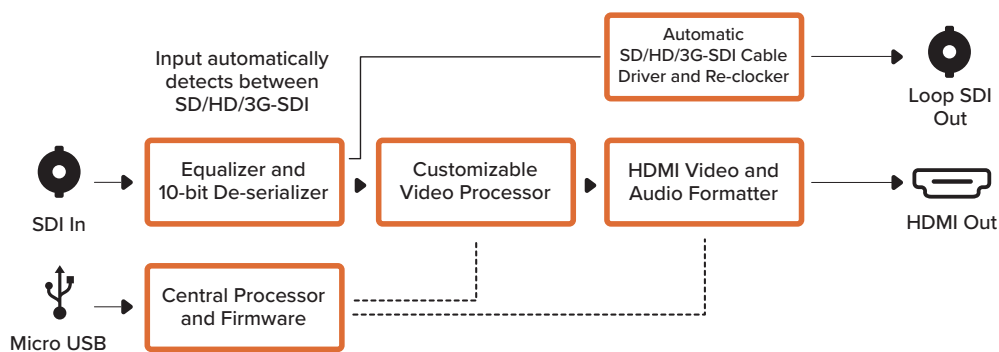 Input automatically
detects between
SD/HD/3G-SDI
Automatic
SD/HD/3G-SDI Cable
Driver and Re-clocker
Loop SDI
Out
SDI In
Equalizer and
10-bit De-serializer
Customizable
Video Processor
HDMI Video and
Audio Formatter
HDMI Out
Micro USB
Central Processor
and Firmware